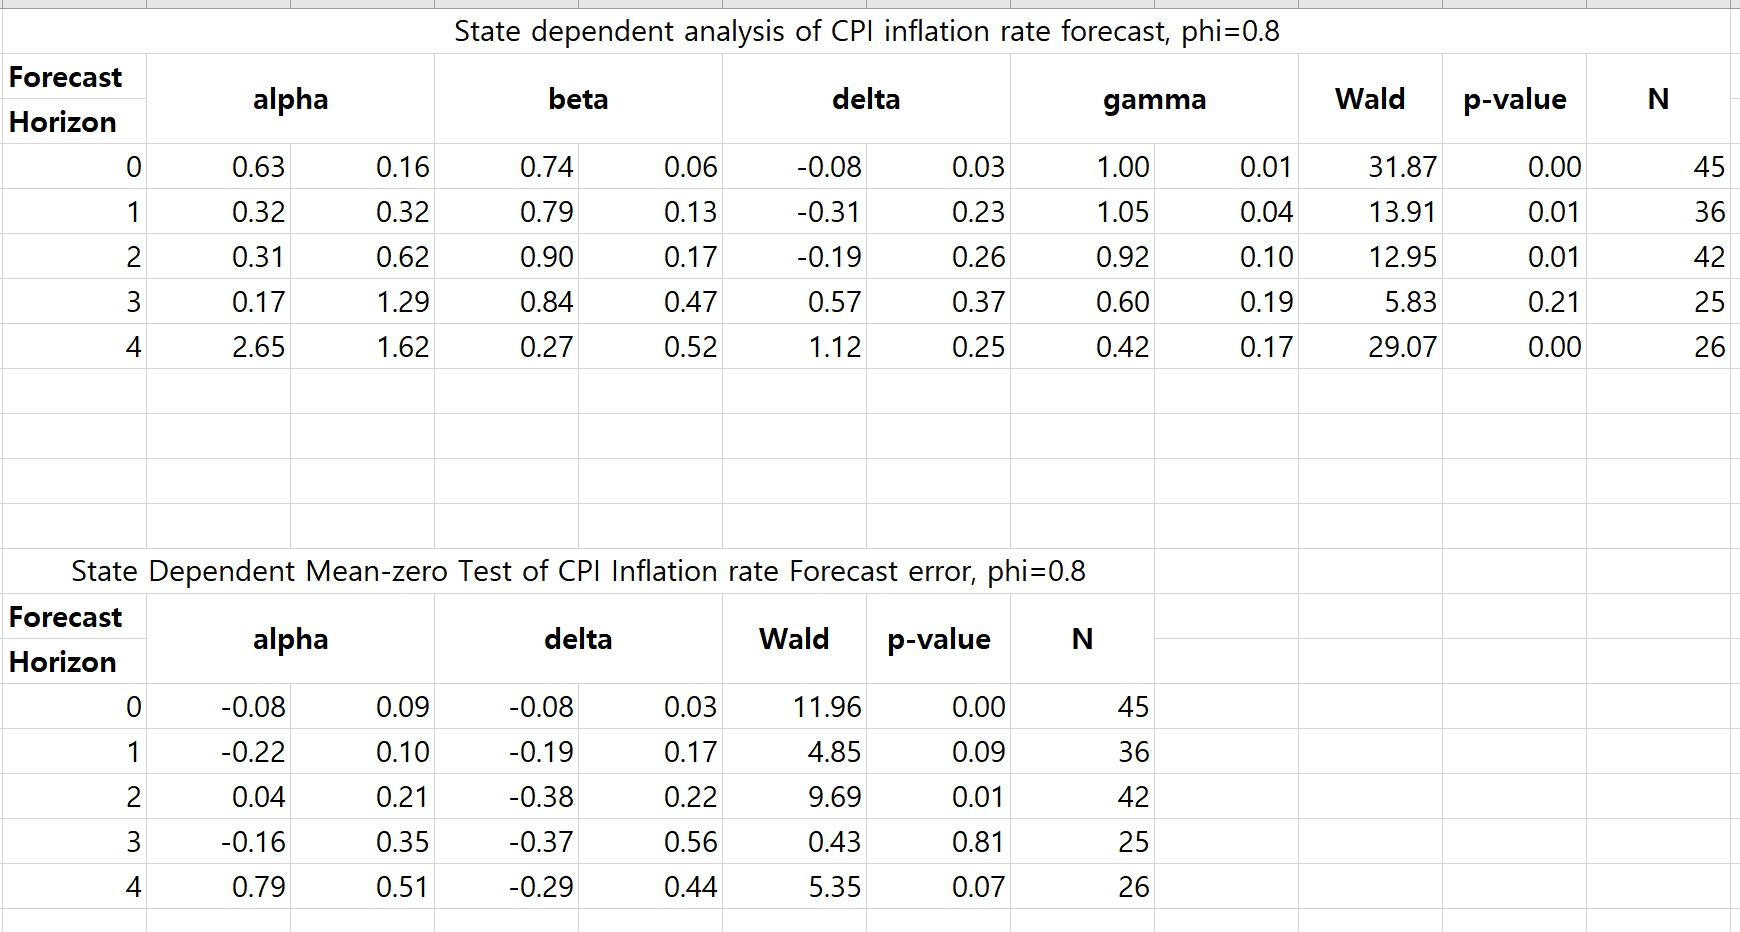 State dependent analysis of CPI inflation rate forecast, phi=0.8
Forecast Horizon alpha beta delta gamma Wald p-value N
0 0.63 0.16 0.74 0.06 -0.08 0.03 1.00 0.01 31.87 0.00 45
1 0.32 0.32 0.79 0.13 -0.31 0.23 1.05 0.04 13.91 0.01 36
2 0.31 0.62 0.90 0.17 -0.19 0.26 0.92 0.10 12.95 0.01 42
3 0.17 1.29 0.84 0.47 0.57 0.37 0.60 0.19 5.83 0.21 25
4 2.65 1.62 0.27 0.52 1.12 0.25 0.42 0.17 29.07 0.00 26
State Dependent Mean-zero Test of CPI Inflation rate Forecast error, phi=0.8
Forecast Horizon alpha delta Wald p-value N
0 -0.08 0.09 -0.08 0.03 11.96 0.00 45
1 -0.22 0.10 -0.19 0.17 4.85 0.09 36
2 0.04 0.21 -0.38 0.22 9.69 0.01 42
3 -0.16 0.35 -0.37 0.56 0.43 0.81 25
4 0.79 0.51 -0.29 0.44 5.35 0.07 26